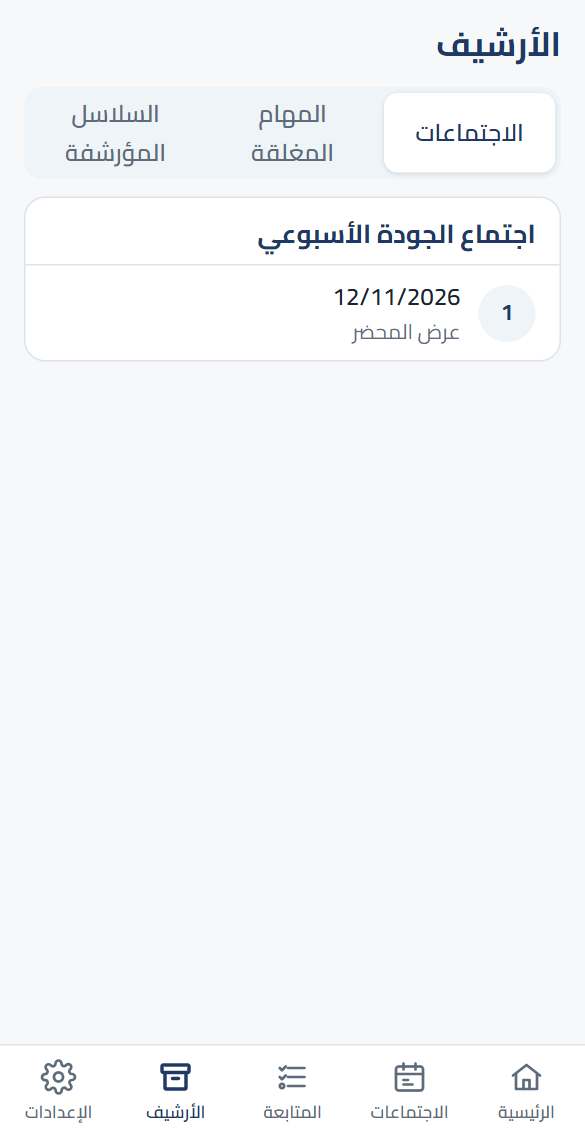 الأرشيف
الاجتماعات
المهام
المغلقة
السلاسل
المؤرشفة
اجتماع الجودة الأسبوعي
1
12/11/2026
عرض المحضر
الرئيسية
الاجتماعات
المتابعة
الأرشيف
الإعدادات